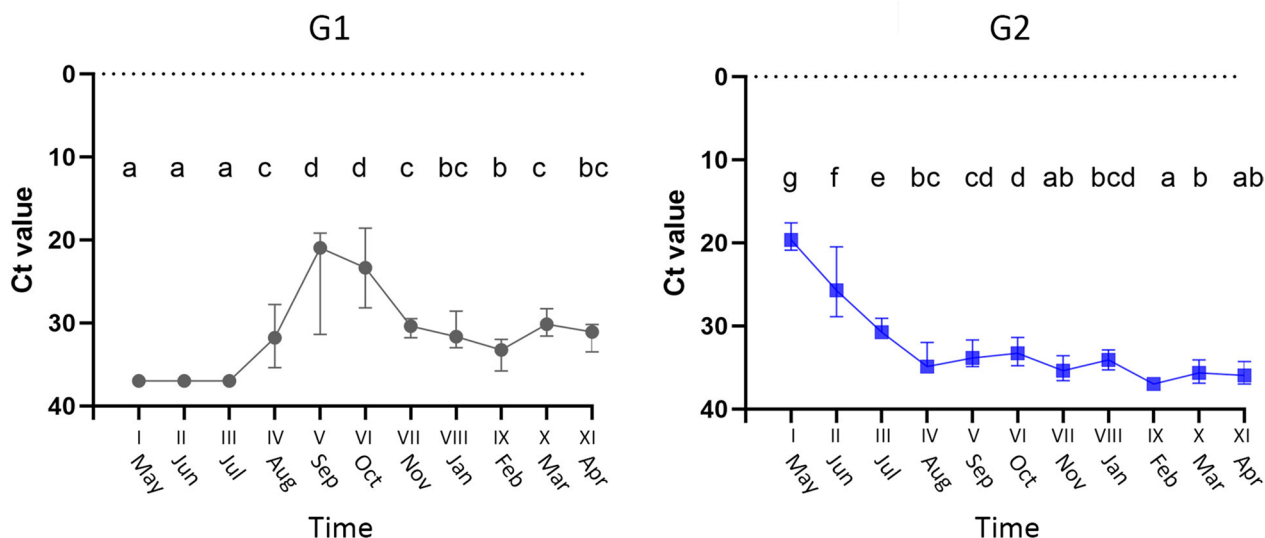 G1
Ct value
0
10
20
30
40
a a a c d d c bc b c bc
I II III IV V VI VII VIII IX X XI
May Jun Jul Aug Sep Oct Nov Jan Feb Mar Apr
Time
G2
Ct value
0
10
20
30
40
g f e bc cd d ab bcd a b ab
I II III IV V VI VII VIII IX X XI
May Jun Jul Aug Sep Oct Nov Jan Feb Mar Apr
Time